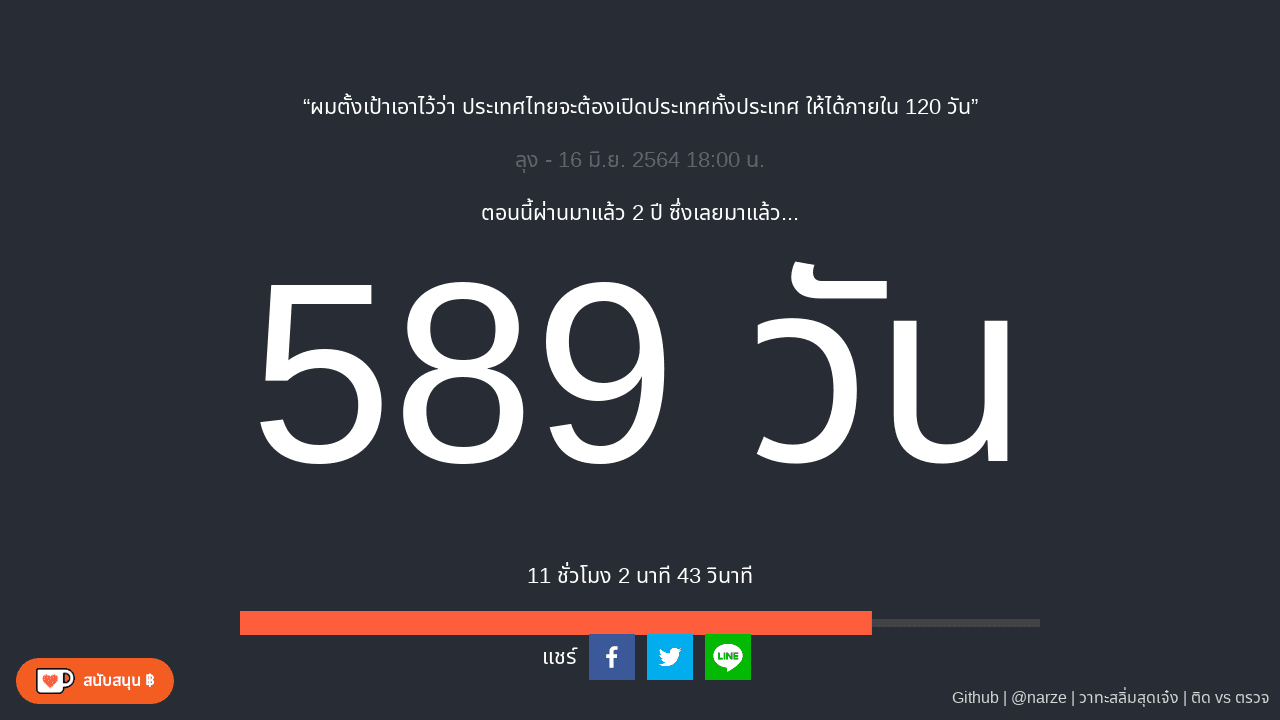 “ผมตั้งเป้าเอาไว้ว่า ประเทศไทยจะต้องเปิดประเทศทั้งประเทศ ให้ได้ภายใน 120 วัน”
ลุง - 16 มิ.ย. 2564 18:00 น.
ตอนนี้ผ่านมาแล้ว 2 ปี ซึ่งเลยมาแล้ว...
589 วัน
11 ชั่วโมง 2 นาที 43 วินาที
แชร์
LINE
สนับสนุน ฿
Github | @narze | วาทะสลิ่มสุดเจ๋ง | ติด vs ตรวจ